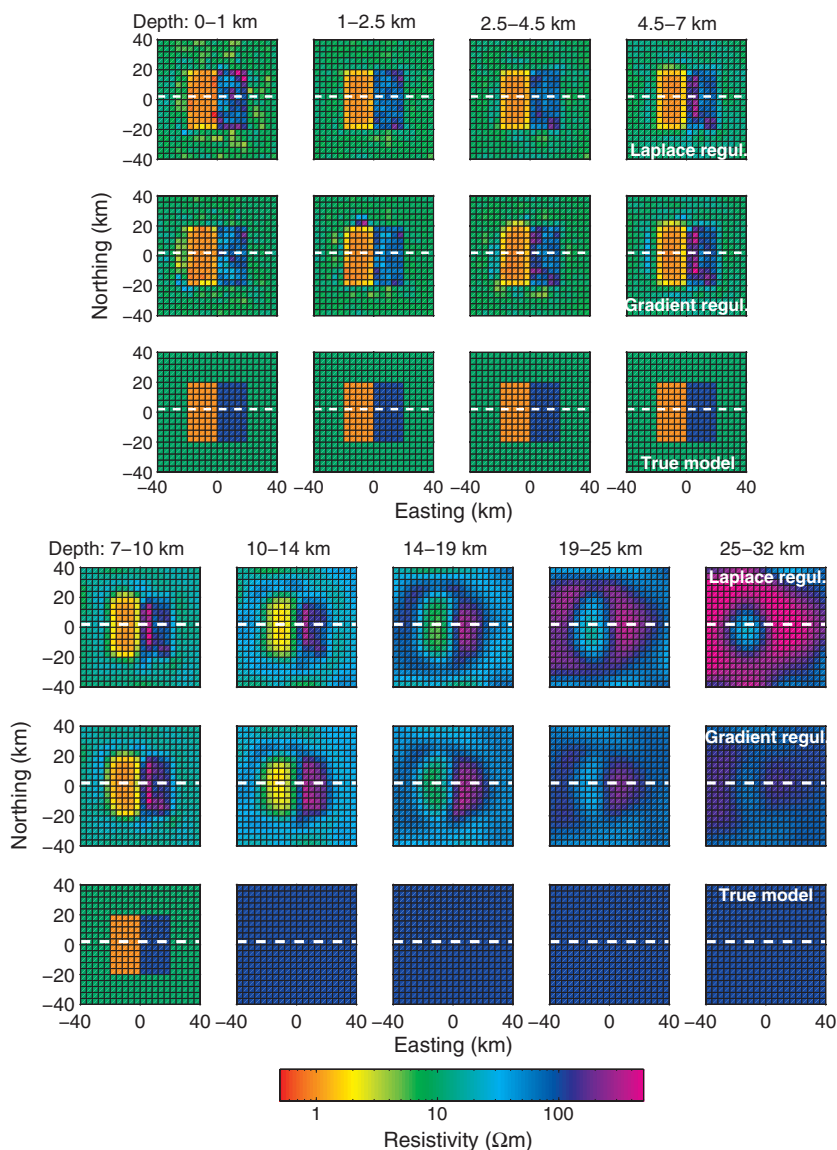 Depth: 0–1 km 1–2.5 km 2.5–4.5 km 4.5–7 km
40
20
0
−20
−40
Laplace regul.
40
20
0
−20
−40
Gradient regul.
Northing (km)
40
20
0
−20
−40
True model
−40 0 40 −40 0 40 −40 0 40 −40 0 40
Easting (km)
Depth: 7–10 km 10–14 km 14–19 km 19–25 km 25–32 km
40
20
0
−20
−40
Laplace regul.
40
20
0
−20
−40
Gradient regul.
Northing (km)
40
20
0
−20
−40
True model
−40 0 40 −40 0 40 −40 0 40 −40 0 40 −40 0 40
Easting (km)
1 10 100
Resistivity (Ωm)